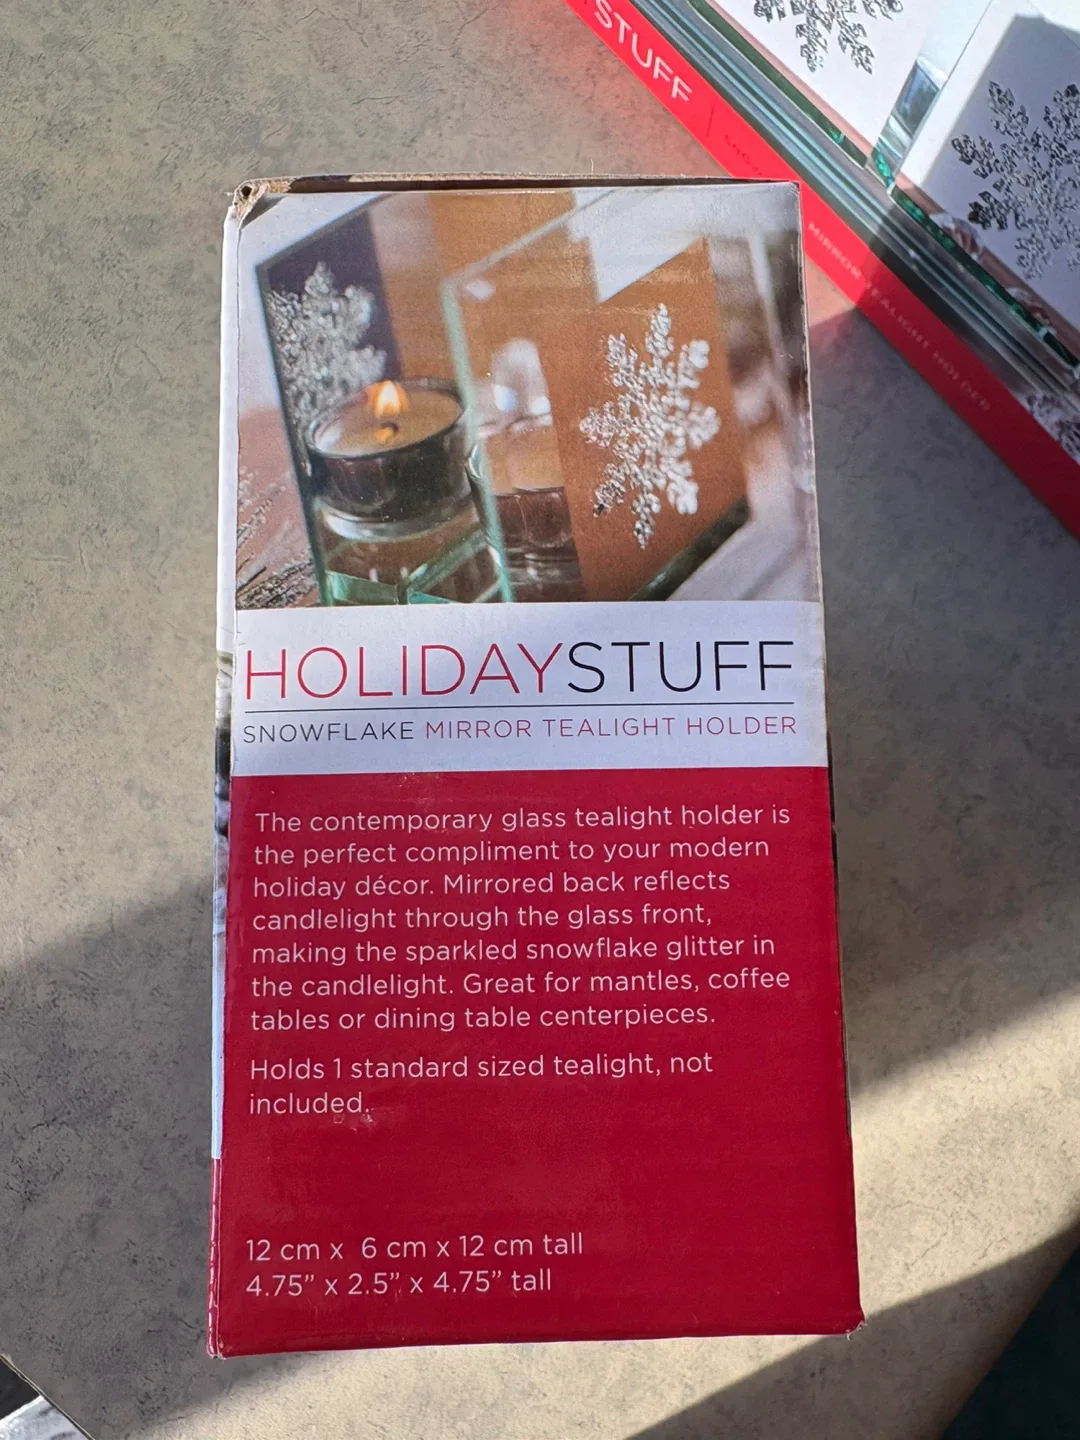 STUFF
SNOW
MIRROR TEALIGHT HOLDER
HOLIDAYSTUFF
SNOWFLAKE MIRROR TEALIGHT HOLDER
The contemporary glass tealight holder is
the perfect compliment to your modern
holiday décor. Mirrored back reflects
candlelight through the glass front,
making the sparkled snowflake glitter in
the candlelight. Great for mantles, coffee
tables or dining table centerpieces.
Holds 1 standard sized tealight, not
included.
12 cm x 6 cm x 12 cm tall
4.75” x 2.5” x 4.75” tall